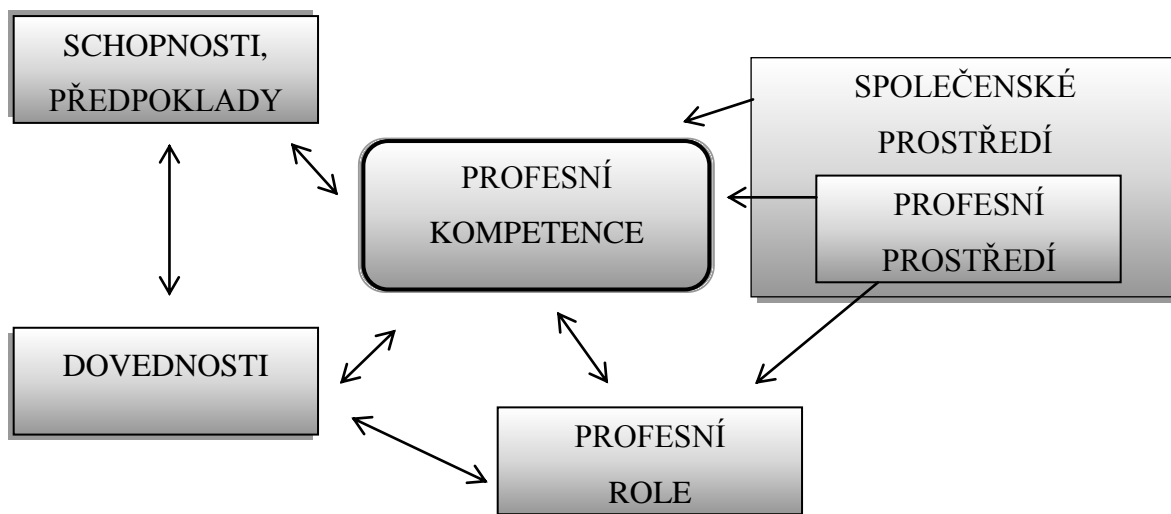 SCHOPNOSTI,
PŘEDPOKLADY
SPOLEČENSKÉ
PROSTŘEDÍ
PROFESNÍ
KOMPETENCE
PROFESNÍ
PROSTŘEDÍ
DOVEDNOSTI
PROFESNÍ
ROLE